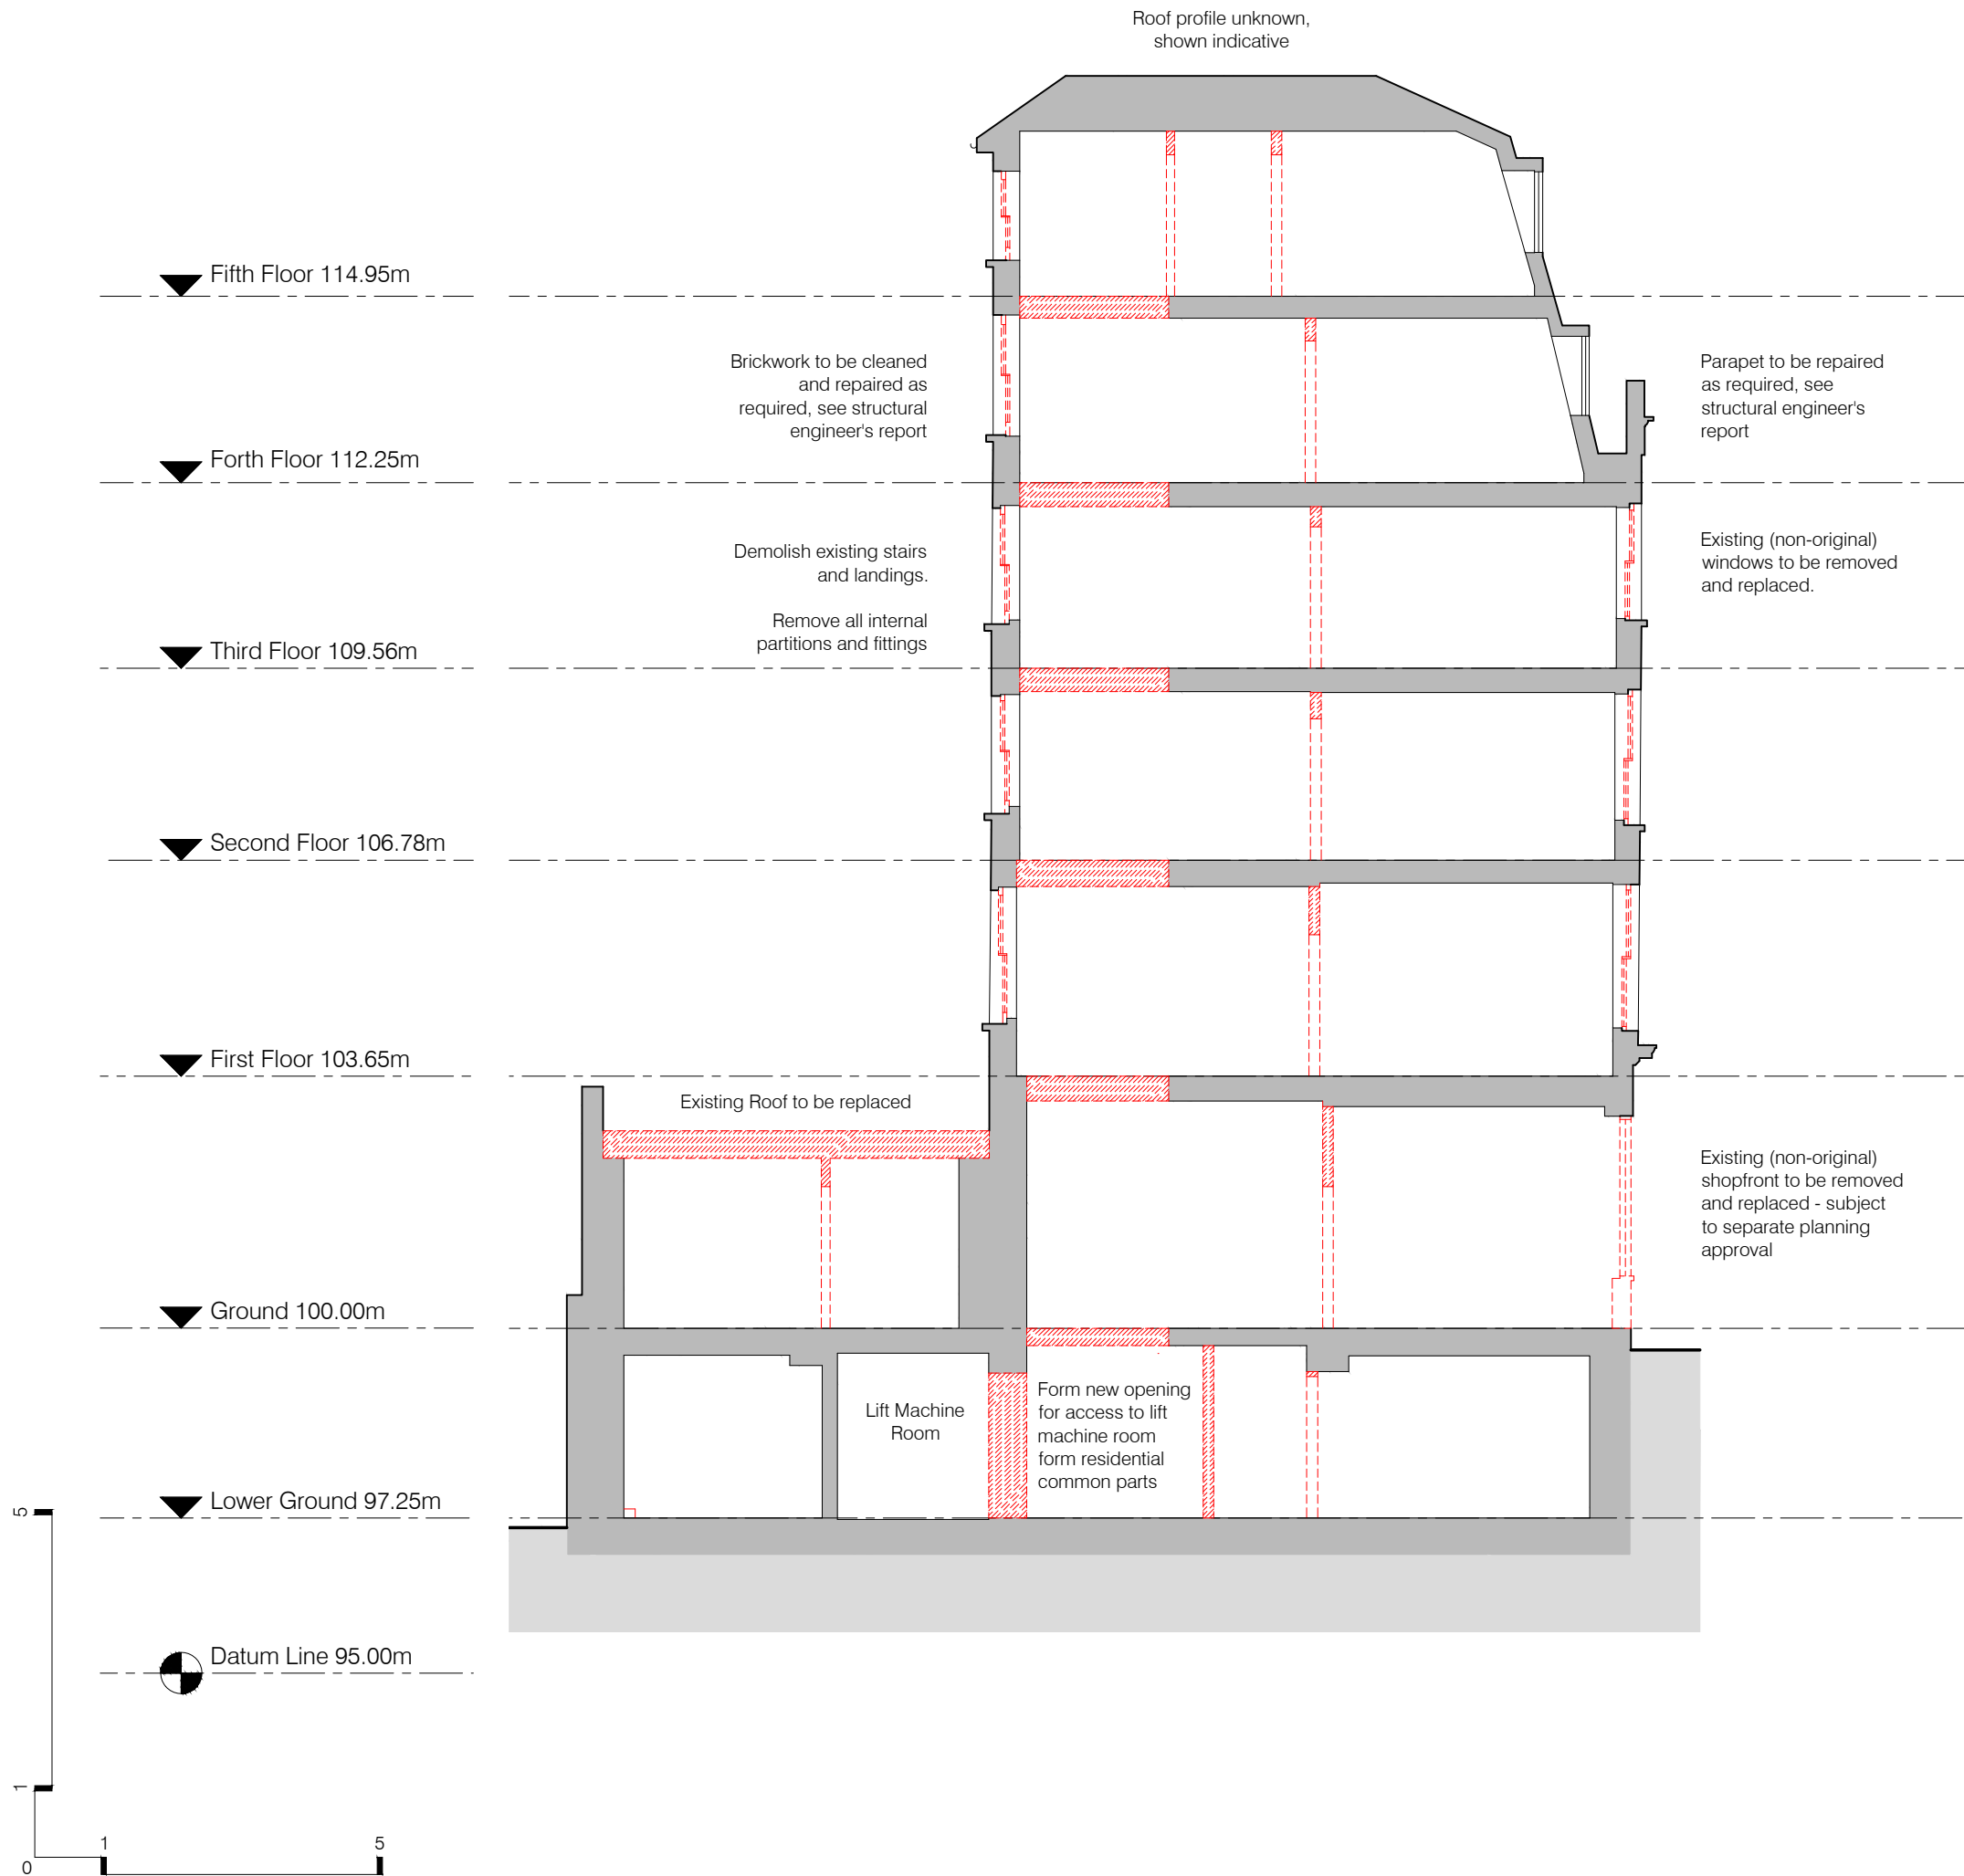 Roof profile unknown,
shown indicative
Fifth Floor 114.95m
Brickwork to be cleaned
and repaired as
required, see structural
engineer's report
Parapet to be repaired
as required, see
structural engineer's
report
Forth Floor 112.25m
Demolish existing stairs
and landings.
Remove all internal
partitions and fittings
Existing (non-original)
windows to be removed
and replaced.
Third Floor 109.56m
Second Floor 106.78m
First Floor 103.65m
Existing Roof to be replaced
Existing (non-original)
shopfront to be removed
and replaced - subject
to separate planning
approval
Ground 100.00m
Lift Machine
Room
Form new opening
for access to lift
machine room
form residential
common parts
Lower Ground 97.25m
Datum Line 95.00m
5
1
0
1
5